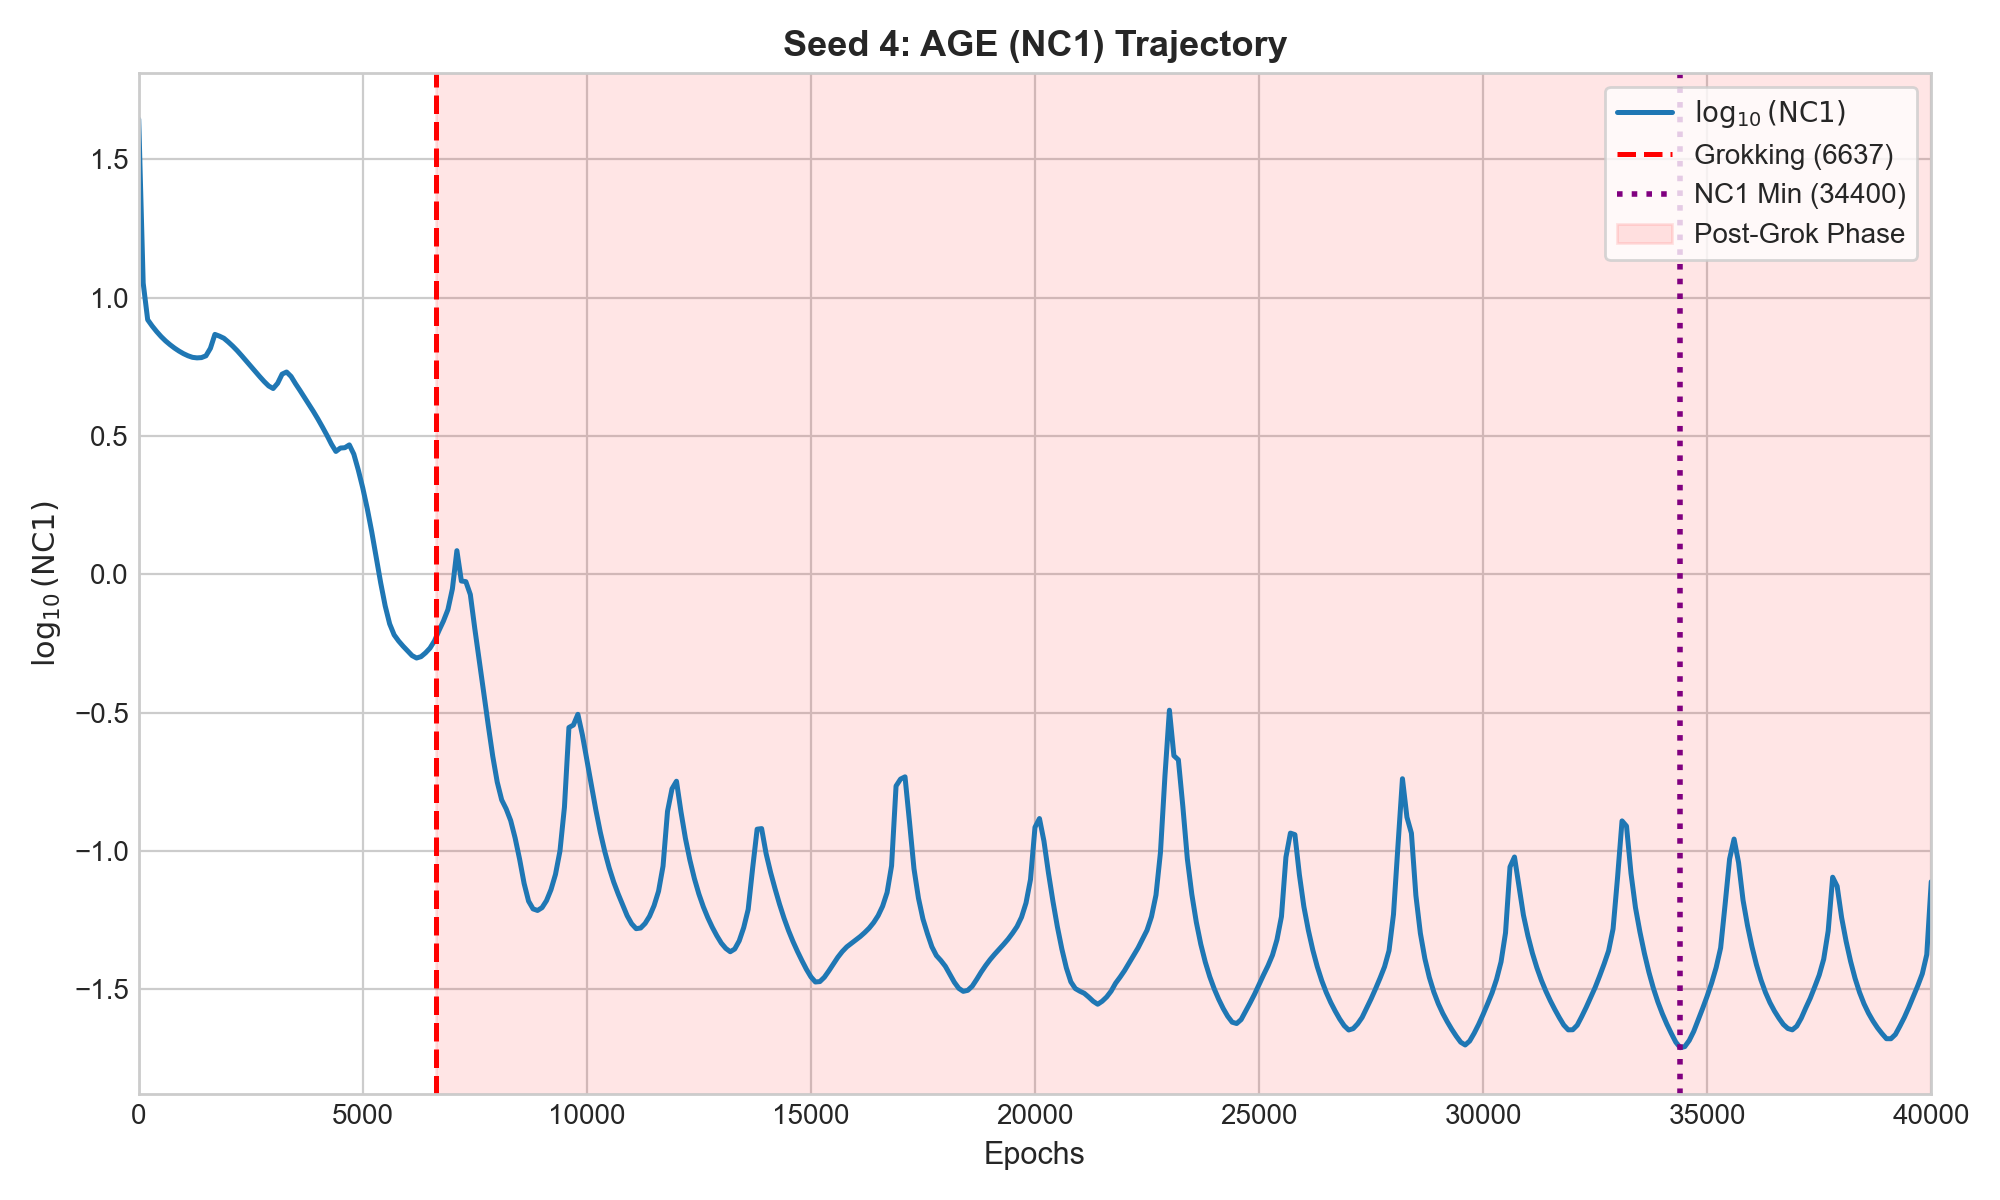 Seed 4: AGE (NC1) Trajectory
log₁₀ (NC1)
1.5
1.0
0.5
0.0
−0.5
−1.0
−1.5
log₁₀ (NC1)
Grokking (6637)
NC1 Min (34400)
Post-Grok Phase
0 5000 10000 15000 20000 25000 30000 35000 40000
Epochs